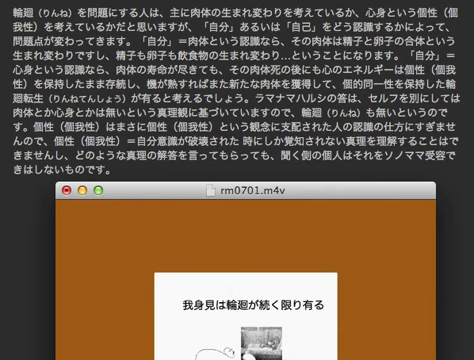 輪廻（りんね）を問題にする人は、主に肉体の生まれ変わりを考えているか、心身という個性（個
我性）を考えているかだと思いますが、「自分」あるいは「自己」をどう認識するかによって、
問題点が変わってきます。「自分」＝肉体という認識なら、その肉体は精子と卵子の合体という
生まれ変わりですし、精子も卵子も飲食物の生まれ変わり…ということになります。「自分」＝
心身という認識なら、肉体の寿命が尽きても、その肉体死の後にも心のエネルギーは個性（個我
性）を保持したまま存続し、機が熟すればまた新たな肉体を獲得して、個的同一性を保持した輪
廻転生（りんねてんしょう）が有ると考えるでしょう。ラマナマハルシの答は、セルフを別にしては
肉体とか心身とかは無いという真理観に基づいていますので、輪廻（りんね）も無いというので
す。個性（個我性）はまさに個性（個我性）という観念に支配された人の認識の仕方にすぎませ
んので、個性（個我性）＝自分意識が破壊された 時にしか覚知されない真理を理解することはで
きませんし、どのような真理の解答を言ってもらっても、聞く側の個人はそれをソノママ受容で
きはしないものです。
rm0701.m4v
我身見は輪廻が続く限り有る